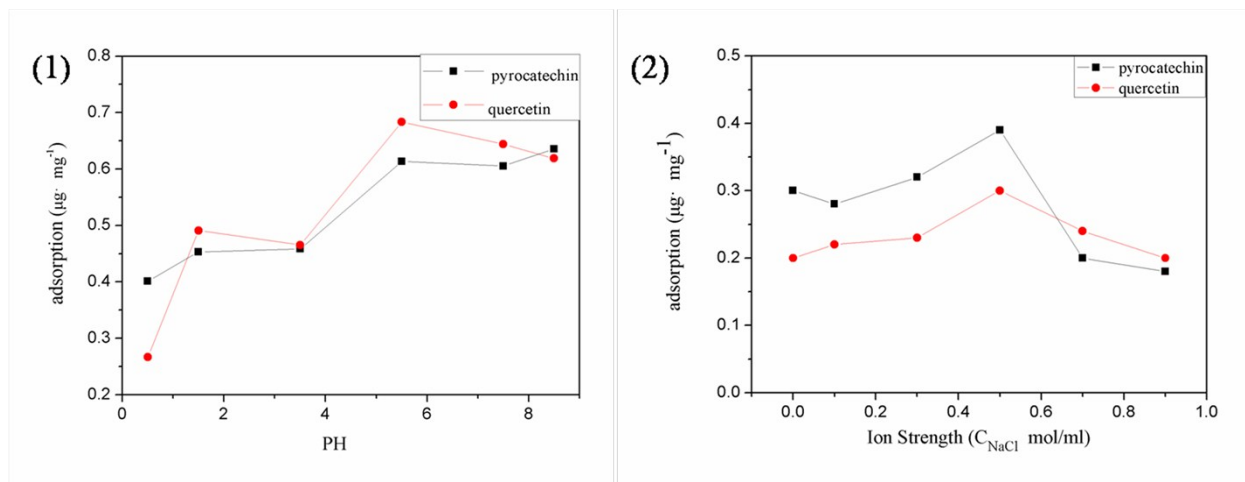 (1)
0.8
0.7
0.6
0.5
0.4
0.3
0.2
0 2 4 6 8
adsorption (μg· mg⁻¹)
PH
pyrocatechin
quercetin
(2)
0.5
0.4
0.3
0.2
0.1
0.0
0.0 0.2 0.4 0.6 0.8 1.0
adsorption (μg· mg⁻¹)
Ion Strength (C_NaCl mol/ml)
pyrocatechin
quercetin